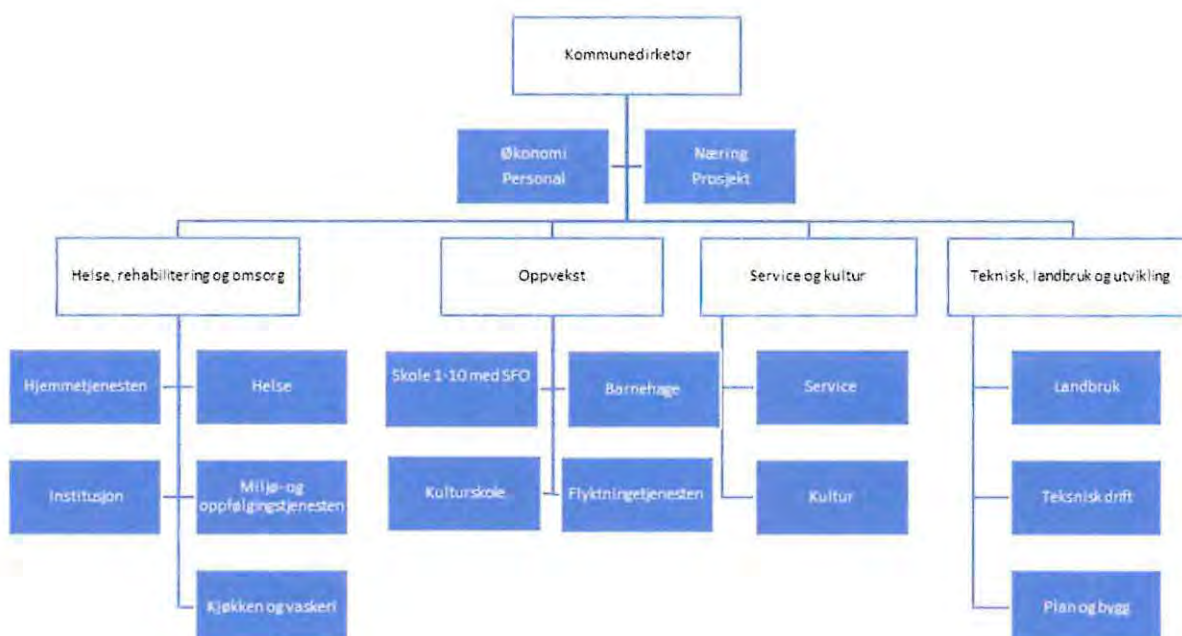 Kommunedirketør
Økonomi
Personal
Næring
Prosjekt
Helse, rehabilitering og omsorg
Oppvekst
Service og kultur
Teknisk, landbruk og utvikling
Hjemmetjenesten
Helse
Skole 1-10 med SFO
Barnehage
Service
Landbruk
Institusjon
Miljø- og
oppfølgingstjenesten
Kulturskole
Flyktningetjenesten
Kultur
Teksnisk drift
Kjøkken og vaskeri
Plan og bygg